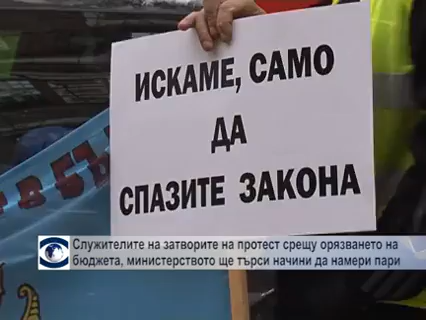 ИСКАМЕ, САМО
ДА
СПАЗИТЕ ЗАКОНА
Служителите на затворите на протест срещу орязването на
бюджета, министерството ще търси начини да намери пари